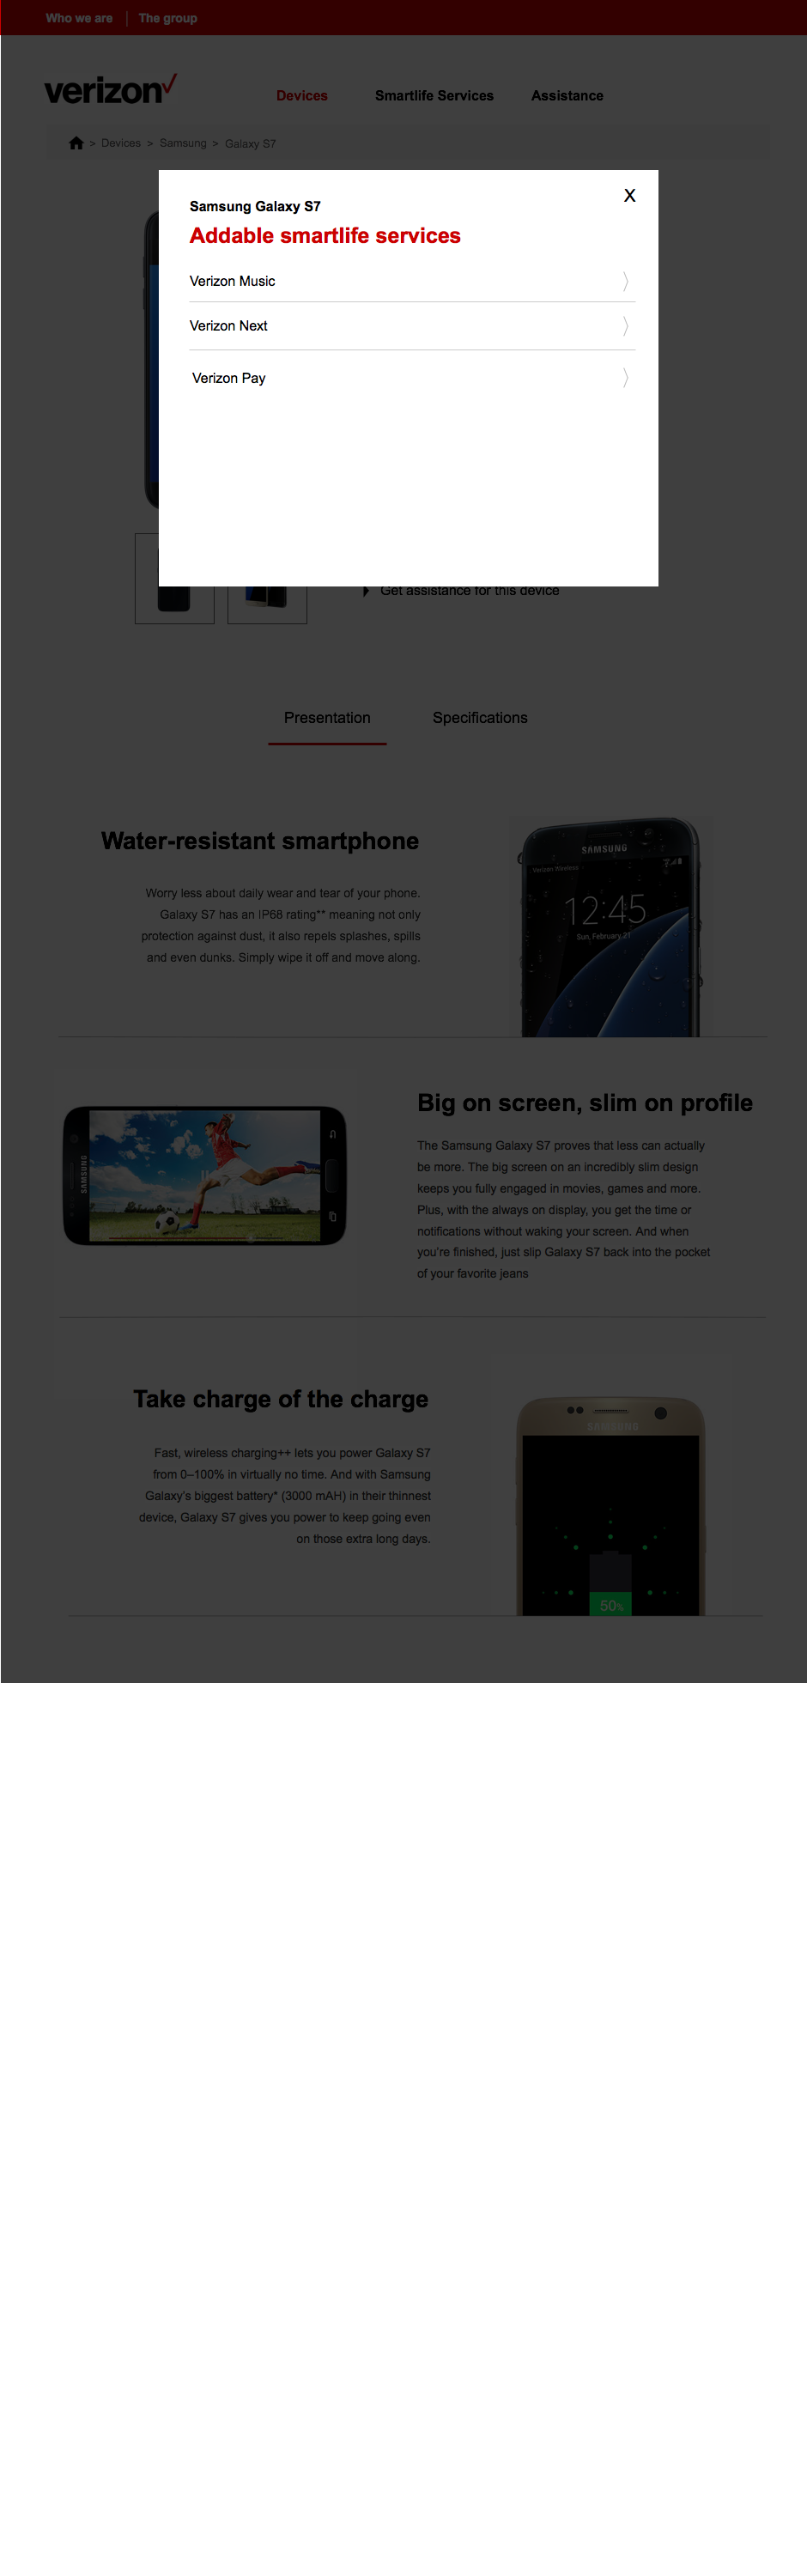 Who we are | The group
verizon
Devices Smartlife Services Assistance
> Devices > Samsung > Galaxy S7
X
Samsung Galaxy S7
Addable smartlife services
Verizon Music
Verizon Next
Verizon Pay
Get assistance for this device
Presentation Specifications
Water-resistant smartphone
Worry less about daily wear and tear of your phone.
Galaxy S7 has an IP68 rating** meaning not only
protection against dust, it also repels splashes, spills
and even dunks. Simply wipe it off and move along.
SAMSUNG
Verizon Wireless
12:45
Sun, February 21
Big on screen, slim on profile
SAMSUNG
The Samsung Galaxy S7 proves that less can actually
be more. The big screen on an incredibly slim design
keeps you fully engaged in movies, games and more.
Plus, with the always on display, you get the time or
notifications without waking your screen. And when
you're finished, just slip Galaxy S7 back into the pocket
of your favorite jeans
Take charge of the charge
Fast, wireless charging++ lets you power Galaxy S7
from 0–100% in virtually no time. And with Samsung
Galaxy's biggest battery* (3000 mAH) in their thinnest
device, Galaxy S7 gives you power to keep going even
on those extra long days.
SAMSUNG
50%